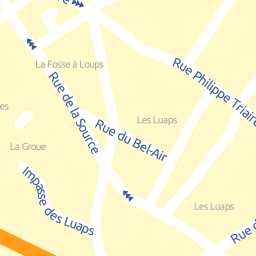 La Fosse à Loups
Rue Philippe Triaire
Rue de la Source
Les Luaps
Rue du Bel-Air
La Groue
Impasse des Luaps
Les Luaps